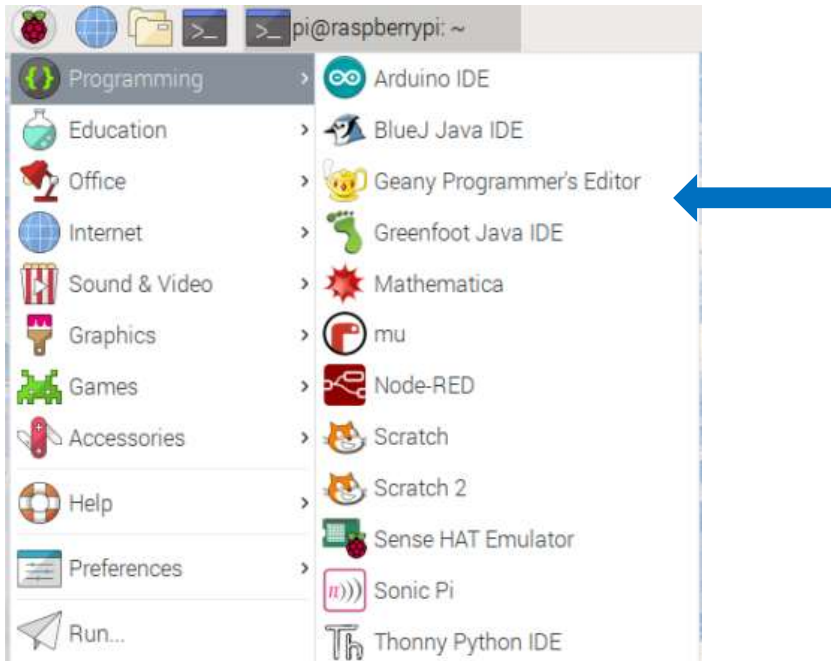 pi@raspberrypi: ~
Programming
Education
Office
Internet
Sound & Video
Graphics
Games
Accessories
Help
Preferences
Run...
Arduino IDE
BlueJ Java IDE
Geany Programmer's Editor
Greenfoot Java IDE
Mathematica
mu
Node-RED
Scratch
Scratch 2
Sense HAT Emulator
Sonic Pi
Thonny Python IDE